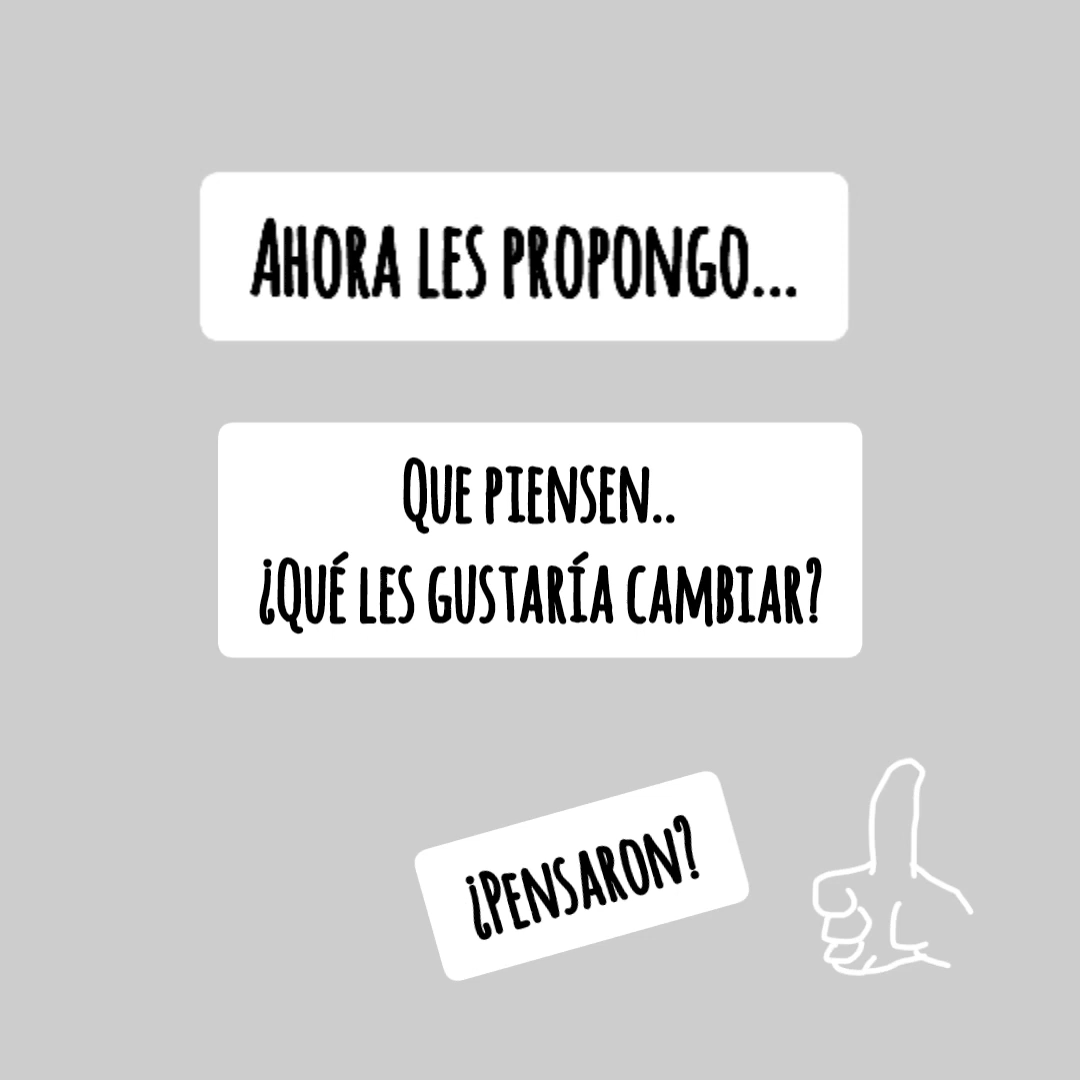 Ahora les propongo...
Que piensen..
¿Qué les gustaría cambiar?
¿Pensaron?